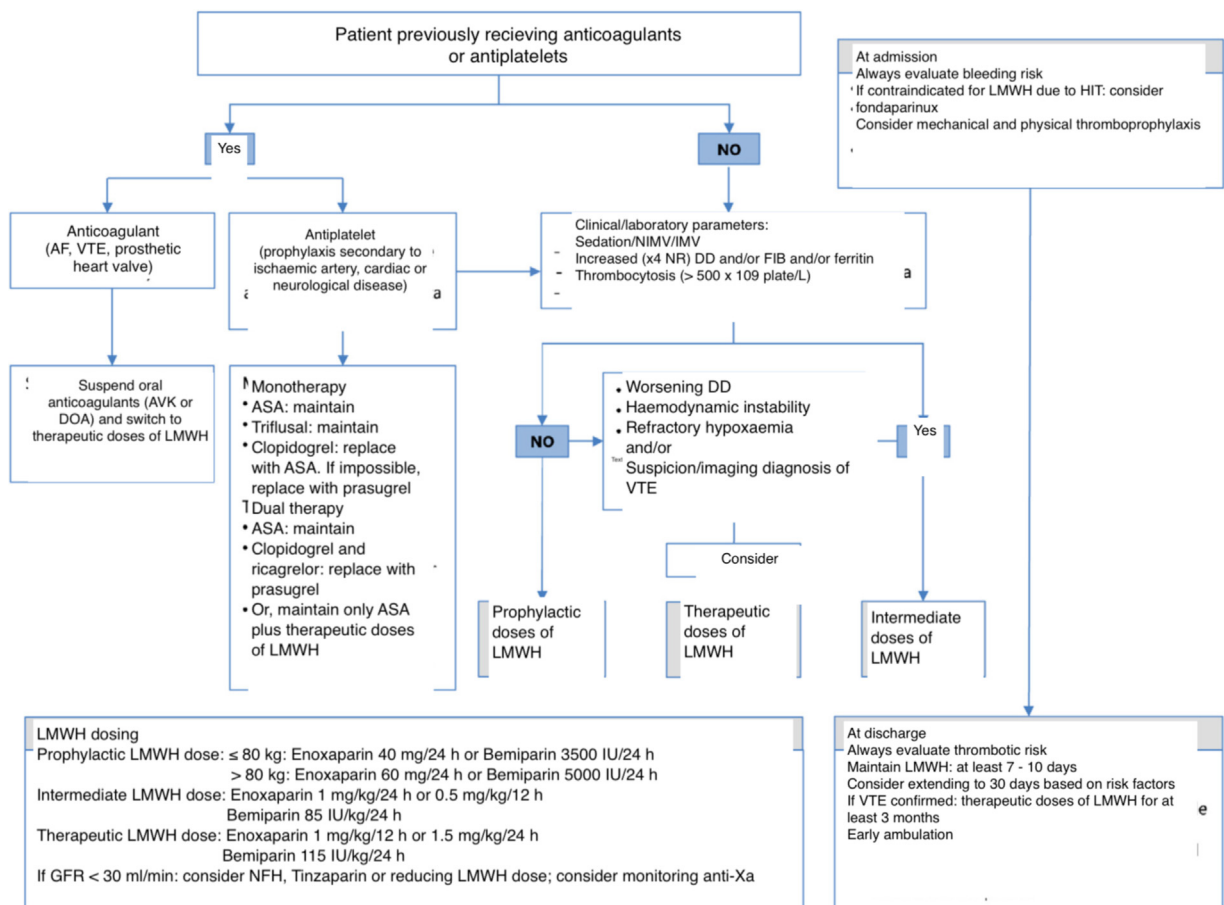 Patient previously recieving anticoagulants
or antiplatelets
At admission
Always evaluate bleeding risk
If contraindicated for LMWH due to HIT: consider
fondaparinux
Consider mechanical and physical thromboprophylaxis
Yes
NO
Anticoagulant
(AF, VTE, prosthetic
heart valve)
Antiplatelet
(prophylaxis secondary to
ischaemic artery, cardiac or
neurological disease)
Clinical/laboratory parameters:
Sedation/NIMV/IMV
Increased (x4 NR) DD and/or FIB and/or ferritin
Thrombocytosis (> 500 x 109 plate/L)
Suspend oral
anticoagulants (AVK or
DOA) and switch to
therapeutic doses of LMWH
Monotherapy
• ASA: maintain
• Triflusal: maintain
• Clopidogrel: replace
with ASA. If impossible,
replace with prasugrel
Dual therapy
• ASA: maintain
• Clopidogrel and
ricagrelor: replace with
prasugrel
• Or, maintain only ASA
plus therapeutic doses
of LMWH
NO
• Worsening DD
• Haemodynamic instability
• Refractory hypoxaemia
and/or
Suspicion/imaging diagnosis of
VTE
Text
Yes
Consider
Prophylactic
doses of
LMWH
Therapeutic
doses of
LMWH
Intermediate
doses of
LMWH
LMWH dosing
Prophylactic LMWH dose: ≤ 80 kg: Enoxaparin 40 mg/24 h or Bemiparin 3500 IU/24 h
> 80 kg: Enoxaparin 60 mg/24 h or Bemiparin 5000 IU/24 h
Intermediate LMWH dose: Enoxaparin 1 mg/kg/24 h or 0.5 mg/kg/12 h
Bemiparin 85 IU/kg/24 h
Therapeutic LMWH dose: Enoxaparin 1 mg/kg/12 h or 1.5 mg/kg/24 h
Bemiparin 115 IU/kg/24 h
If GFR < 30 ml/min: consider NFH, Tinzaparin or reducing LMWH dose; consider monitoring anti-Xa
At discharge
Always evaluate thrombotic risk
Maintain LMWH: at least 7 - 10 days
Consider extending to 30 days based on risk factors
If VTE confirmed: therapeutic doses of LMWH for at
least 3 months
Early ambulation